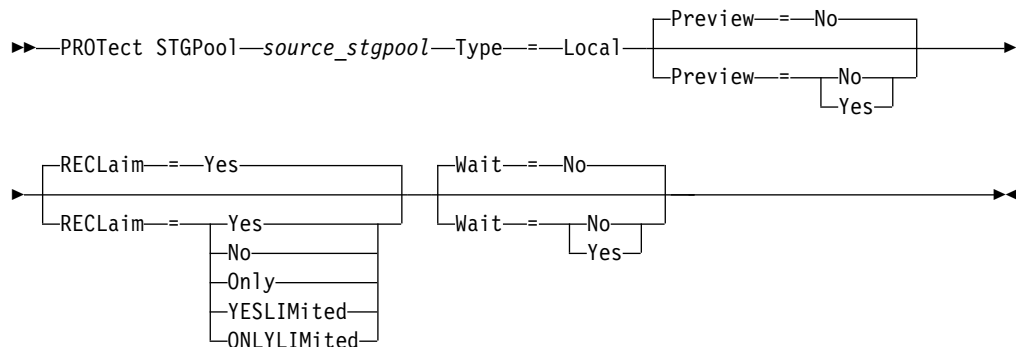 Preview = No
PROTect STGPool source_stgpool Type = Local
Preview = No
Yes
RECLaim = Yes Wait = No
RECLaim = Yes Wait = No
No Yes
Only
YESLIMited
ONLYLIMited